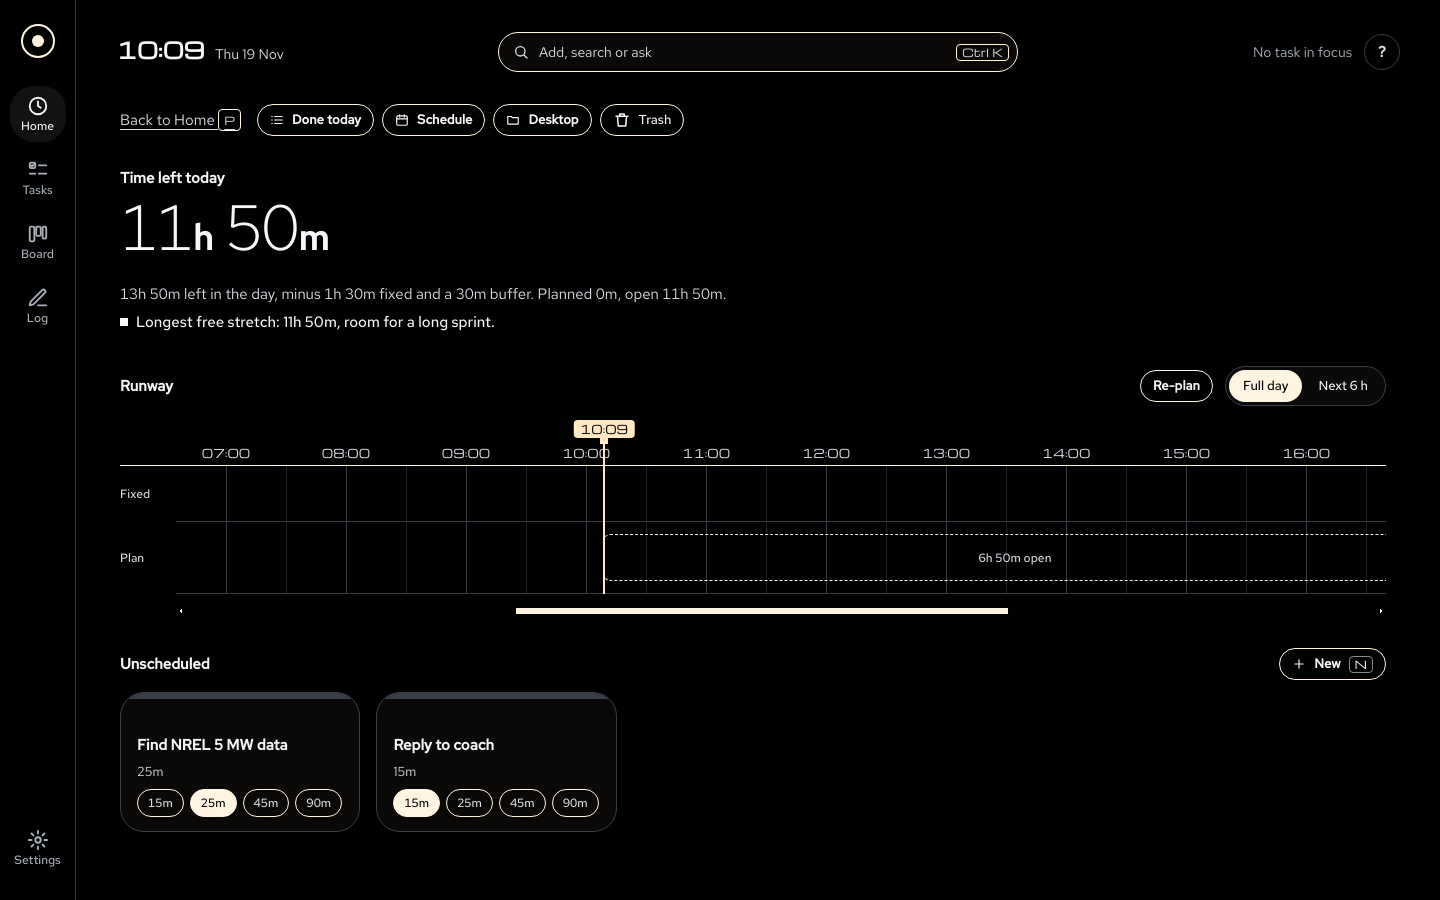 10:09 Thu 19 Nov
Add, search or ask Ctrl K
No task in focus ?
Home
Tasks
Board
Log
Settings
Back to Home P
Done today
Schedule
Desktop
Trash
Time left today
11h 50m
13h 50m left in the day, minus 1h 30m fixed and a 30m buffer. Planned 0m, open 11h 50m.
Longest free stretch: 11h 50m, room for a long sprint.
Runway
Re-plan
Full day
Next 6 h
10:09
07:00 08:00 09:00 10:00 11:00 12:00 13:00 14:00 15:00 16:00
Fixed
Plan
6h 50m open
Unscheduled
New N
Find NREL 5 MW data
25m
15m 25m 45m 90m
Reply to coach
15m
15m 25m 45m 90m